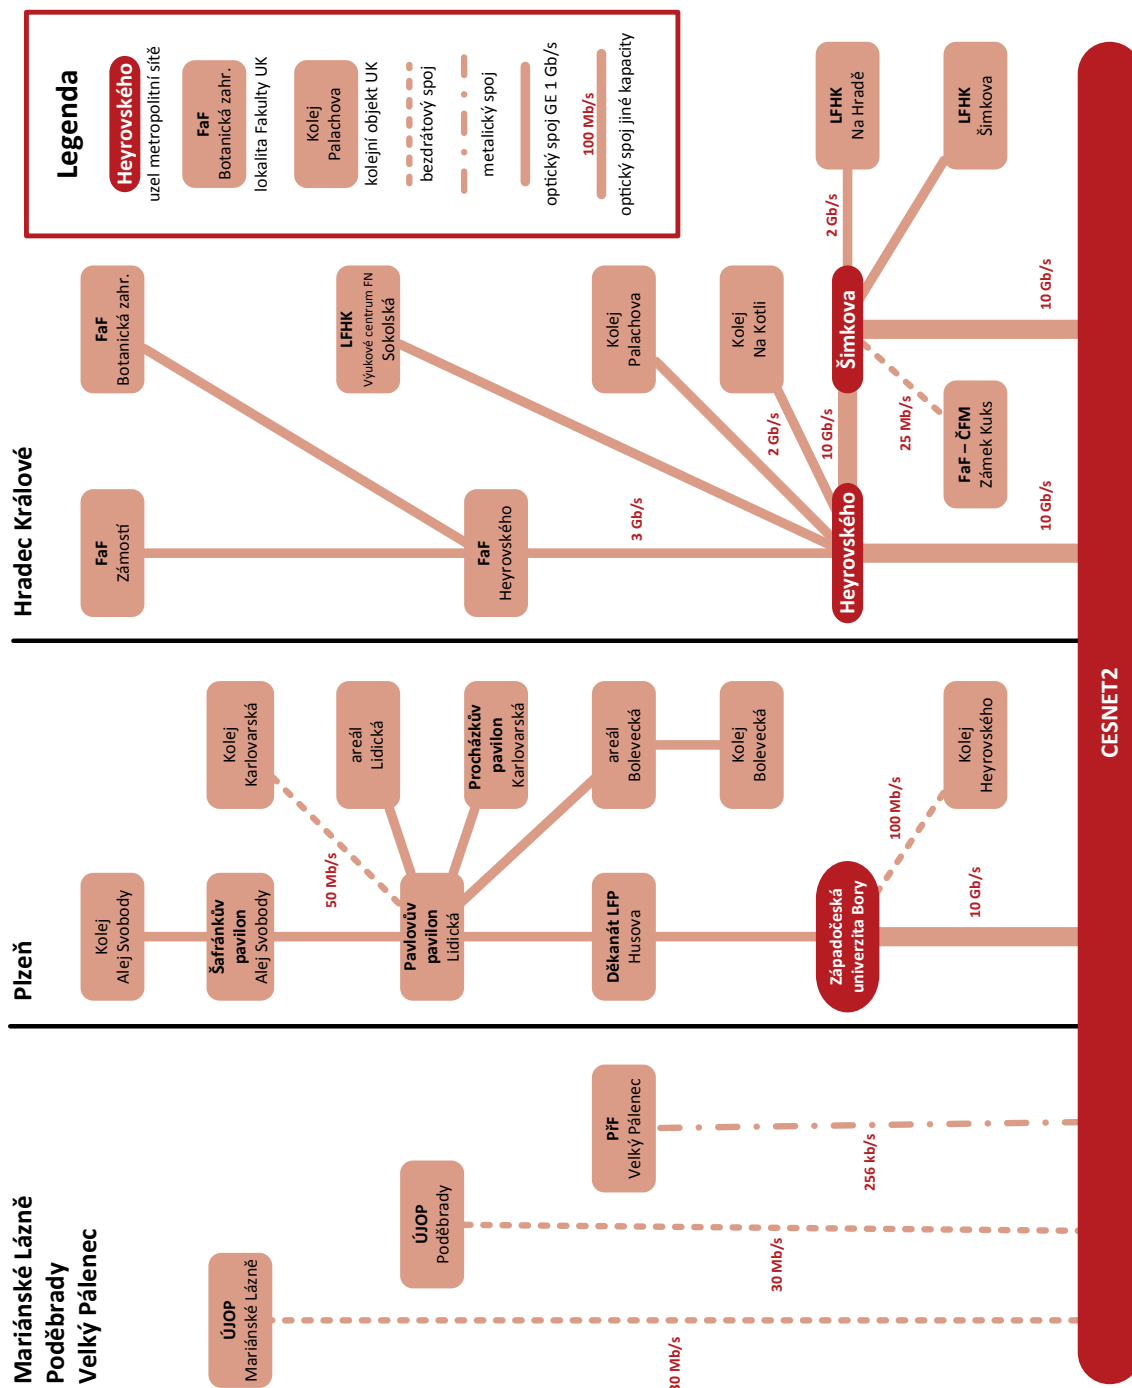 Mariánské Lázně
Poděbrady
Velký Pálenec
Plzeň
Hradec Králové
Legenda
Heyrovského
uzel metropolitní sítě
FaF
Botanická zahr.
lokalita Fakulty UK
Kolej
Palachova
kolejní objekt UK
bezdrátový spoj
metalický spoj
optický spoj GE 1 Gb/s
100 Mb/s
optický spoj jiné kapacity
ÚJOP
Mariánské Lázně
ÚJOP
Poděbrady
PřF
Velký Pálenec
30 Mb/s
30 Mb/s
256 kb/s
Kolej
Alej Svobody
Šafránkův
pavilon
Alej Svobody
Kolej
Karlovarská
50 Mb/s
areál
Lidická
Pavlovův
pavilon
Lidická
Procházkův
pavilon
Karlovarská
Děkanát LFP
Husova
areál
Bolevecká
Kolej
Bolevecká
Západočeská
univerzita Bory
100 Mb/s
Kolej
Heyrovského
10 Gb/s
FaF
Zámostí
FaF
Botanická zahr.
LFHK
Výukové centrum FN
Sokolská
FaF
Heyrovského
3 Gb/s
Kolej
Palachova
Kolej
Na Kotli
2 Gb/s
10 Gb/s
Heyrovského
Šimkova
2 Gb/s
LFHK
Na Hradě
LFHK
Šimkova
25 Mb/s
FaF – ČFM
Zámek Kuks
10 Gb/s
10 Gb/s
CESNET2